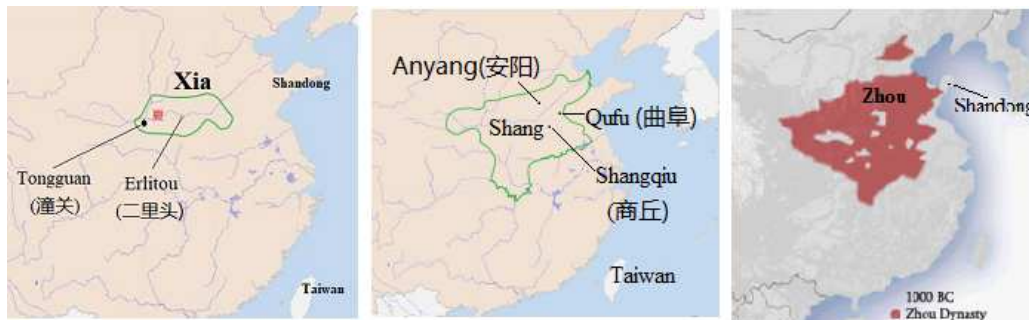 Xia
Shandong
夏
Tongguan
(潼关)
Erlitou
(二里头)
Taiwan
Anyang(安阳)
Shang
Qufu (曲阜)
Shangqiu
(商丘)
Taiwan
Zhou
Shandong
1000 BC
Zhou Dynasty